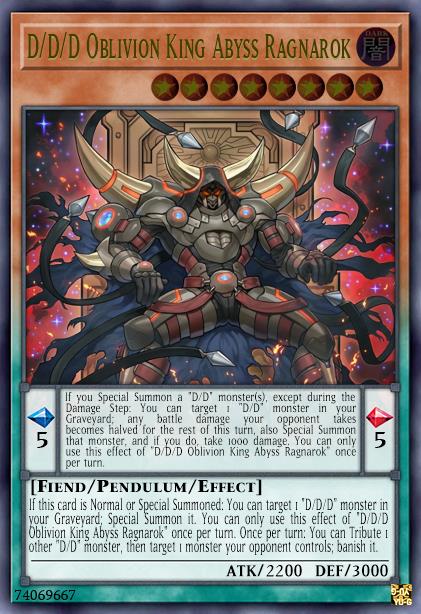 D/D/D Oblivion King Abyss Ragnarok
DARK
闇
If you Special Summon a "D/D" monster(s), except during the
Damage Step: You can target 1 "D/D" monster in your
Graveyard; any battle damage your opponent takes
becomes halved for the rest of this turn, also Special Summon
that monster, and if you do, take 1000 damage. You can only
use this effect of "D/D/D Oblivion King Abyss Ragnarok" once
per turn.
5
5
[Fiend/Pendulum/Effect]
If this card is Normal or Special Summoned: You can target 1 "D/D/D" monster in
your Graveyard; Special Summon it. You can only use this effect of "D/D/D
Oblivion King Abyss Ragnarok" once per turn. Once per turn: You can Tribute 1
other "D/D" monster, then target 1 monster your opponent controls; banish it.
ATK/2200 DEF/3000
74069667